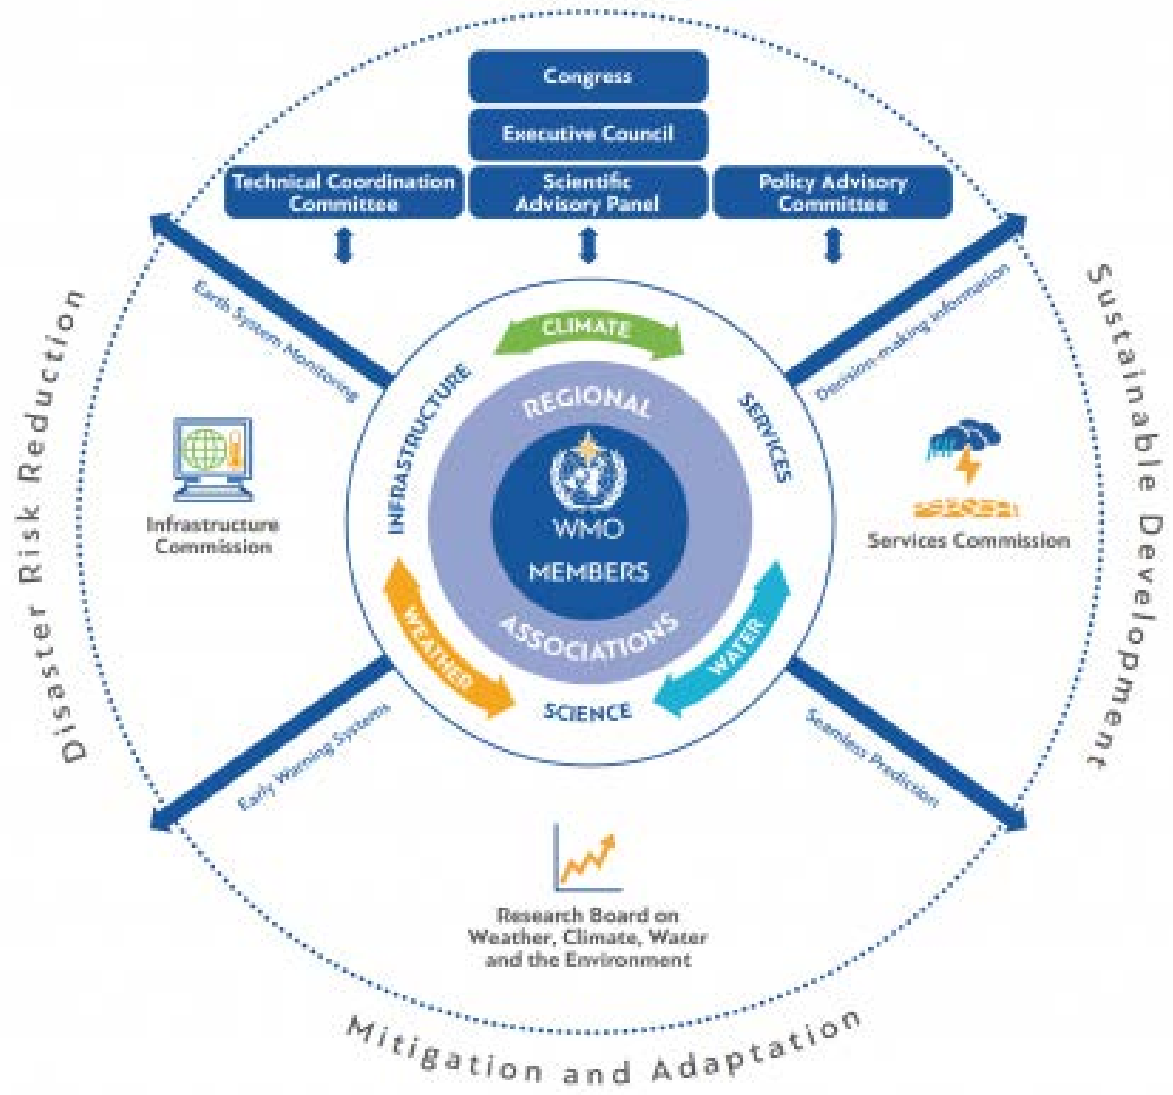 Congress
Executive Council
Technical Coordination
Committee
Scientific
Advisory Panel
Policy Advisory
Committee
Earth System Monitoring
Decision-making information
Disaster Risk Reduction
Sustainable Development
CLIMATE
INFRASTRUCTURE
SERVICES
REGIONAL
WMO
MEMBERS
ASSOCIATIONS
WEATHER
WATER
SCIENCE
Infrastructure
Commission
Services Commission
Early Warning Systems
Seamless Prediction
Research Board on
Weather, Climate, Water
and the Environment
Mitigation and Adaptation